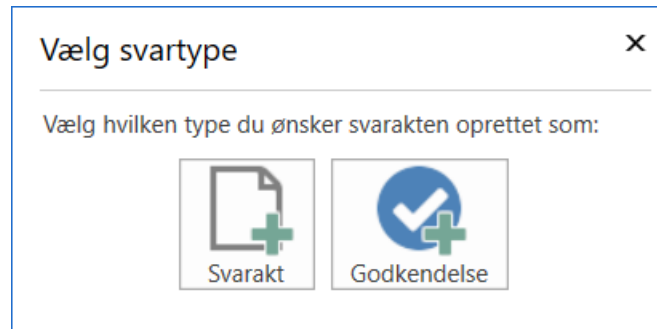 Vælg svartype
Vælg hvilken type du ønsker svarakten oprettet som:
Svarakt
Godkendelse